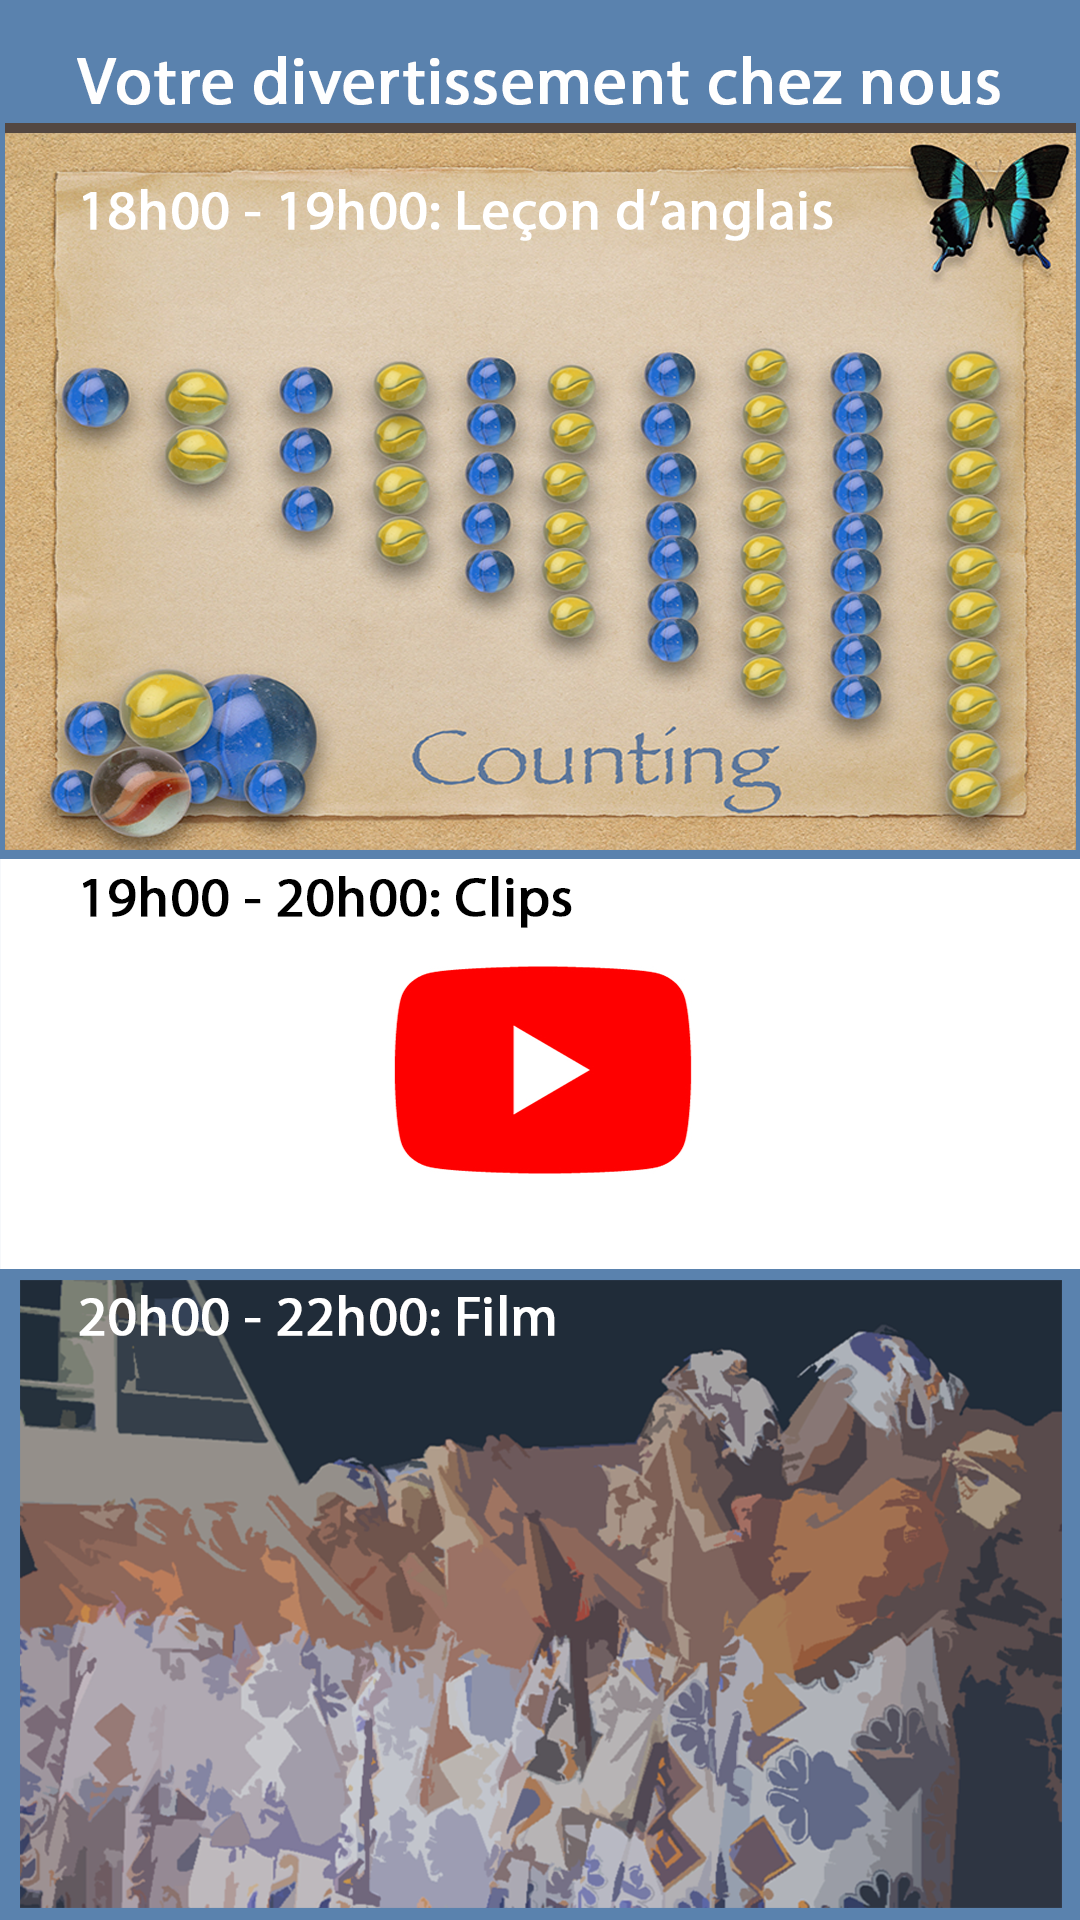 Votre divertissement chez nous
18h00 - 19h00: Leçon d’anglais
Counting
19h00 - 20h00: Clips
20h00 - 22h00: Film